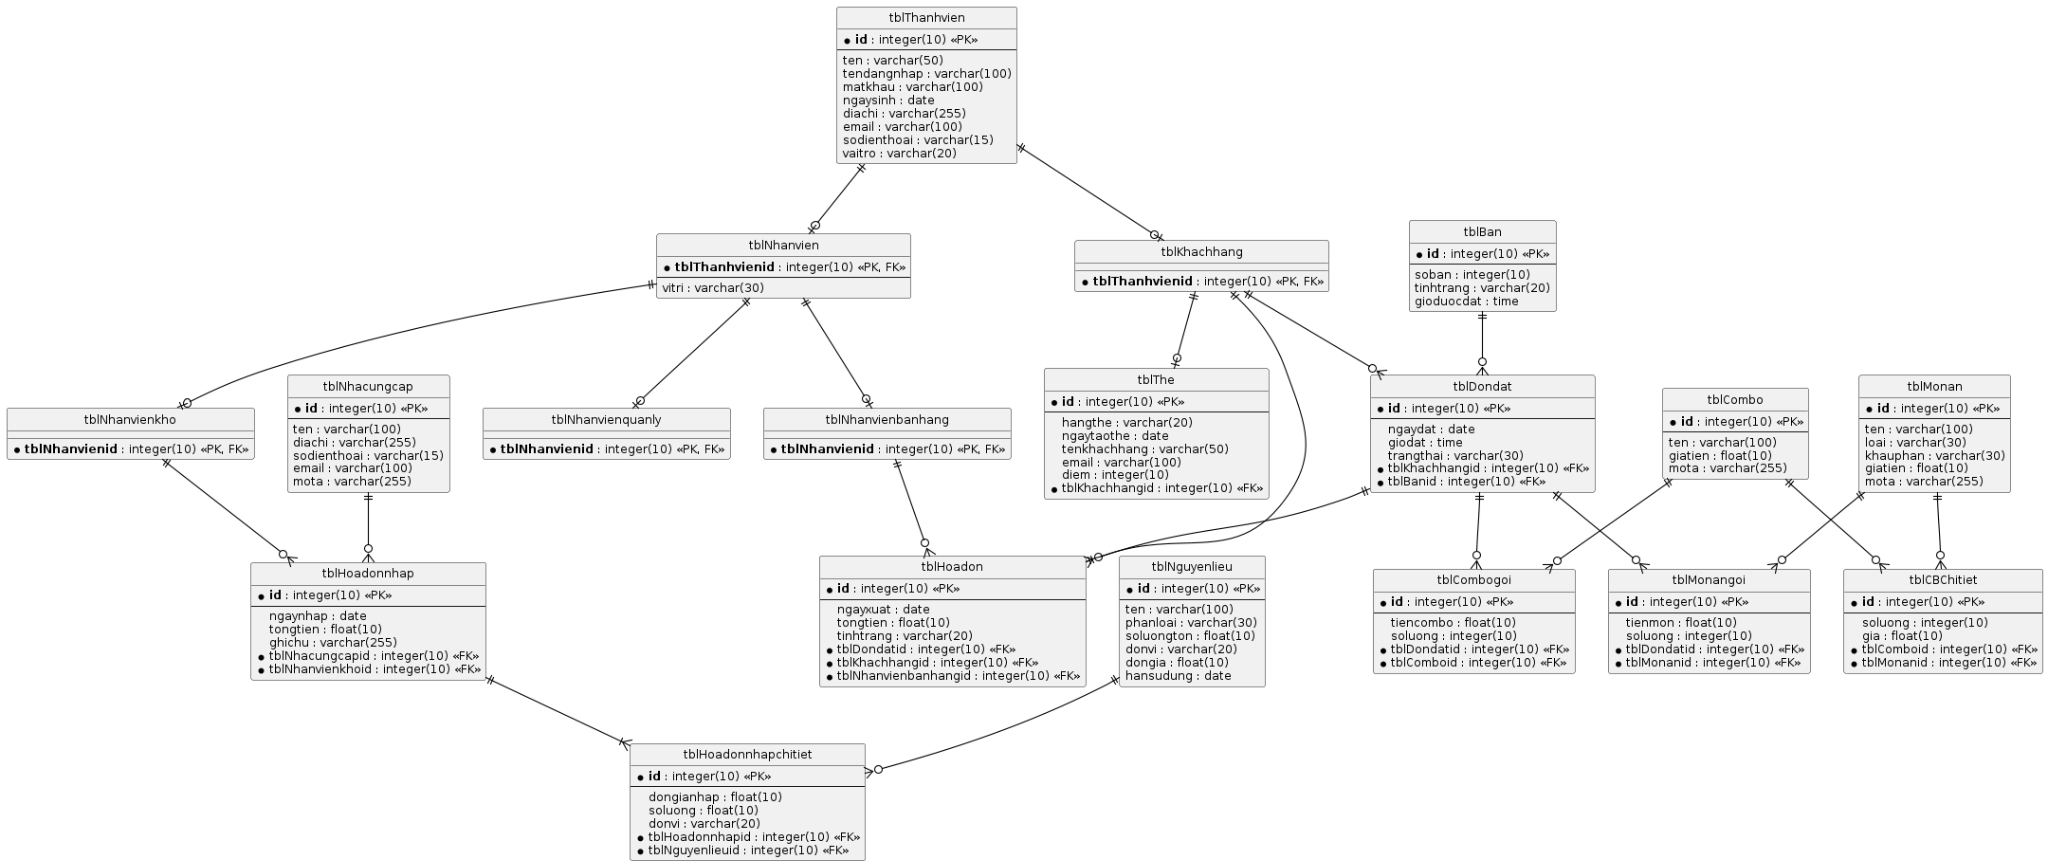 tblThanhvien
id : integer(10) «PK»
ten : varchar(50)
tendangnhap : varchar(100)
matkhau : varchar(100)
ngaysinh : date
diachi : varchar(255)
email : varchar(100)
sodienthoai : varchar(15)
vaitro : varchar(20)
tblNhanvien
tblThanhvienid : integer(10) «PK, FK»
vitri : varchar(30)
tblKhachhang
tblThanhvienid : integer(10) «PK, FK»
tblBan
id : integer(10) «PK»
soban : integer(10)
tinhtrang : varchar(20)
gioduocdat : time
tblNhanvienkho
tblNhanvienid : integer(10) «PK, FK»
tblNhacungcap
id : integer(10) «PK»
ten : varchar(100)
diachi : varchar(255)
sodienthoai : varchar(15)
email : varchar(100)
mota : varchar(255)
tblNhanvienquanly
tblNhanvienid : integer(10) «PK, FK»
tblNhanvienbanhang
tblNhanvienid : integer(10) «PK, FK»
tblThe
id : integer(10) «PK»
hangthe : varchar(20)
ngaytaothe : date
tenkhachhang : varchar(50)
email : varchar(100)
diem : integer(10)
tblKhachhangid : integer(10) «FK»
tblDondat
id : integer(10) «PK»
ngaydat : date
giodat : time
trangthai : varchar(30)
tblKhachhangid : integer(10) «FK»
tblBanid : integer(10) «FK»
tblCombo
id : integer(10) «PK»
ten : varchar(100)
giatien : float(10)
mota : varchar(255)
tblMonan
id : integer(10) «PK»
ten : varchar(100)
loai : varchar(30)
khauphan : varchar(30)
giatien : float(10)
mota : varchar(255)
tblHoadonnhap
id : integer(10) «PK»
ngaynhap : date
tongtien : float(10)
ghichu : varchar(255)
tblNhacungcapid : integer(10) «FK»
tblNhanvienkhoid : integer(10) «FK»
tblHoadon
id : integer(10) «PK»
ngayxuat : date
tongtien : float(10)
tinhtrang : varchar(20)
tblDondatid : integer(10) «FK»
tblKhachhangid : integer(10) «FK»
tblNhanvienbanhangid : integer(10) «FK»
tblNguyenlieu
id : integer(10) «PK»
ten : varchar(100)
phanloai : varchar(30)
soluongton : float(10)
donvi : varchar(20)
dongia : float(10)
hansudung : date
tblCombogoi
id : integer(10) «PK»
tiencombo : float(10)
soluong : integer(10)
tblDondatid : integer(10) «FK»
tblComboid : integer(10) «FK»
tblMonangoi
id : integer(10) «PK»
tienmon : float(10)
soluong : integer(10)
tblDondatid : integer(10) «FK»
tblMonanid : integer(10) «FK»
tblCBChitiet
id : integer(10) «PK»
soluong : integer(10)
gia : float(10)
tblComboid : integer(10) «FK»
tblMonanid : integer(10) «FK»
tblHoadonnhapchitiet
id : integer(10) «PK»
dongianhap : float(10)
soluong : float(10)
donvi : varchar(20)
tblHoadonnhapid : integer(10) «FK»
tblNguyenlieuid : integer(10) «FK»